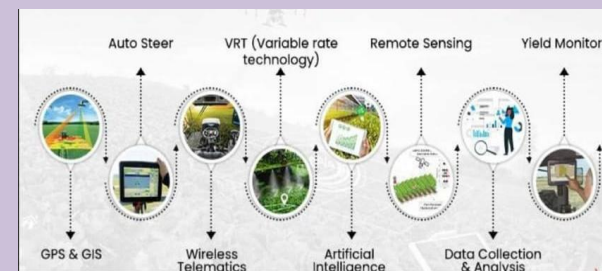 Auto Steer
VRT (Variable rate
technology)
Remote Sensing
Yield Monitor
GPS & GIS
Wireless
Telematics
Artificial
Intelligence
Data Collection
& Analysis